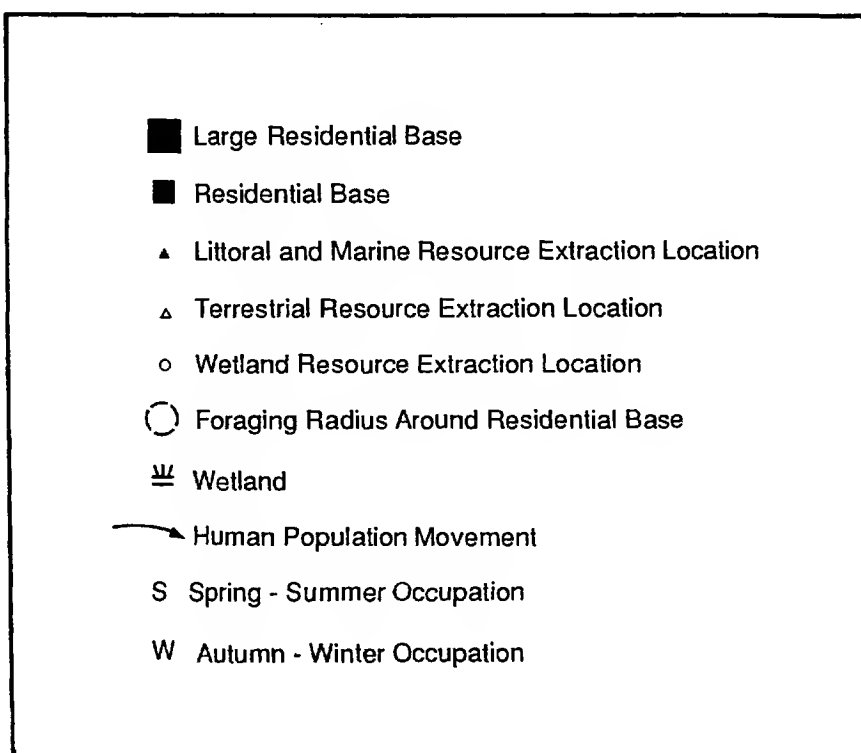 Large Residential Base
Residential Base
Littoral and Marine Resource Extraction Location
Terrestrial Resource Extraction Location
Wetland Resource Extraction Location
Foraging Radius Around Residential Base
Wetland
Human Population Movement
S Spring - Summer Occupation
W Autumn - Winter Occupation